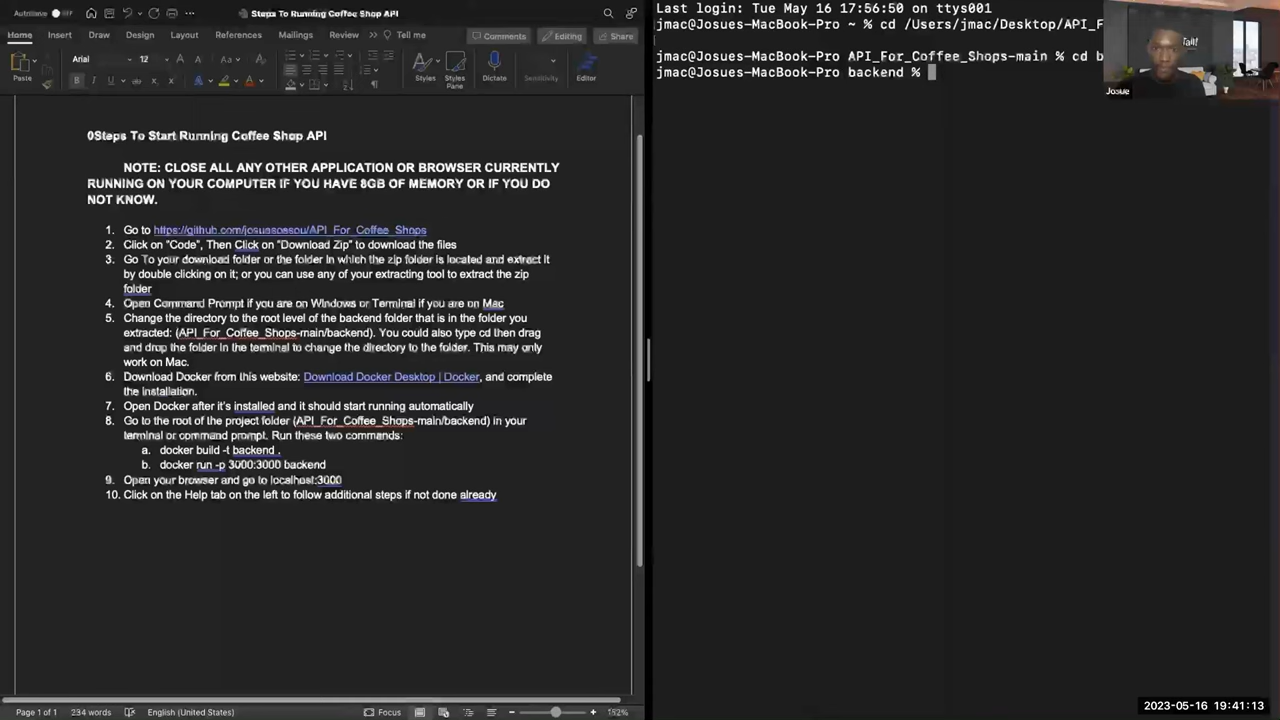 AutoSave OFF
Steps To Running Coffee Shop API
Home Insert Draw Design Layout References Mailings Review Tell me Comments Editing Share
Paste Arial 12 Styles Styles Pane Dictate Sensitivity Editor
0Steps To Start Running Coffee Shop API
NOTE: CLOSE ALL ANY OTHER APPLICATION OR BROWSER CURRENTLY
RUNNING ON YOUR COMPUTER IF YOU HAVE 8GB OF MEMORY OR IF YOU DO
NOT KNOW.
1. Go to https://github.com/josuasossou/API_For_Coffee_Shops
2. Click on "Code", Then Click on "Download Zip" to download the files
3. Go To your download folder or the folder in which the zip folder is located and extract it
by double clicking on it; or you can use any of your extracting tool to extract the zip
folder
4. Open Command Prompt if you are on Windows or Terminal if you are on Mac
5. Change the directory to the root level of the backend folder that is in the folder you
extracted: (API_For_Coffee_Shops-main/backend). You could also type cd then drag
and drop the folder in the terminal to change the directory to the folder. This may only
work on Mac.
6. Download Docker from this website: Download Docker Desktop | Docker, and complete
the installation.
7. Open Docker after it's installed and it should start running automatically
8. Go to the root of the project folder (API_For_Coffee_Shops-main/backend) in your
terminal or command prompt. Run these two commands:
a. docker build -t backend .
b. docker run -p 3000:3000 backend
9. Open your browser and go to localhost:3000
10. Click on the Help tab on the left to follow additional steps if not done already
Page 1 of 1 234 words English (United States) Focus 152%
Last login: Tue May 16 17:56:50 on ttys001
jmac@Josues-MacBook-Pro ~ % cd /Users/jmac/Desktop/API_F
jmac@Josues-MacBook-Pro API_For_Coffee_Shops-main % cd b
jmac@Josues-MacBook-Pro backend %
Josue
2023-05-16 19:41:13